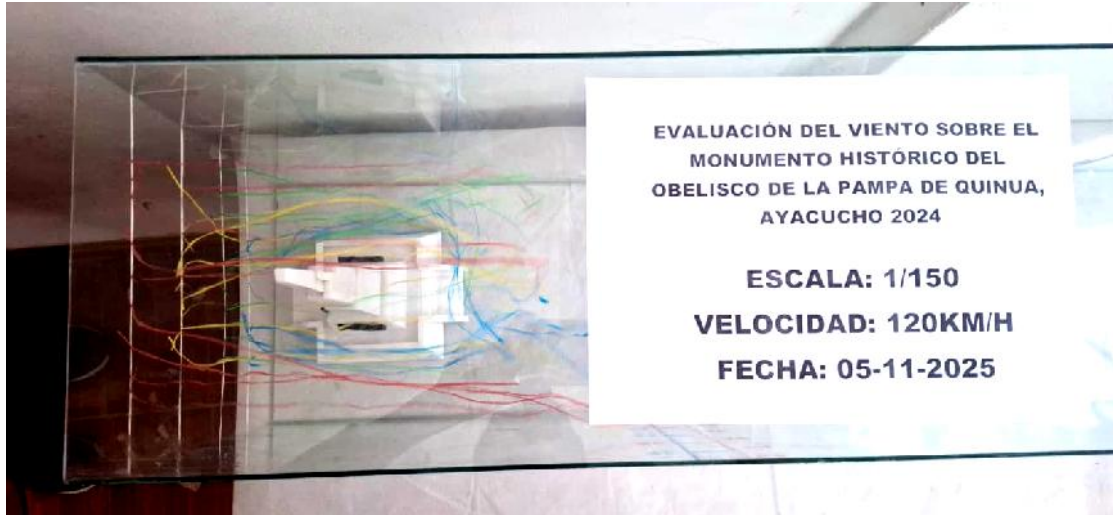 EVALUACIÓN DEL VIENTO SOBRE EL
MONUMENTO HISTÓRICO DEL
OBELISCO DE LA PAMPA DE QUINUA,
AYACUCHO 2024
ESCALA: 1/150
VELOCIDAD: 120KM/H
FECHA: 05-11-2025